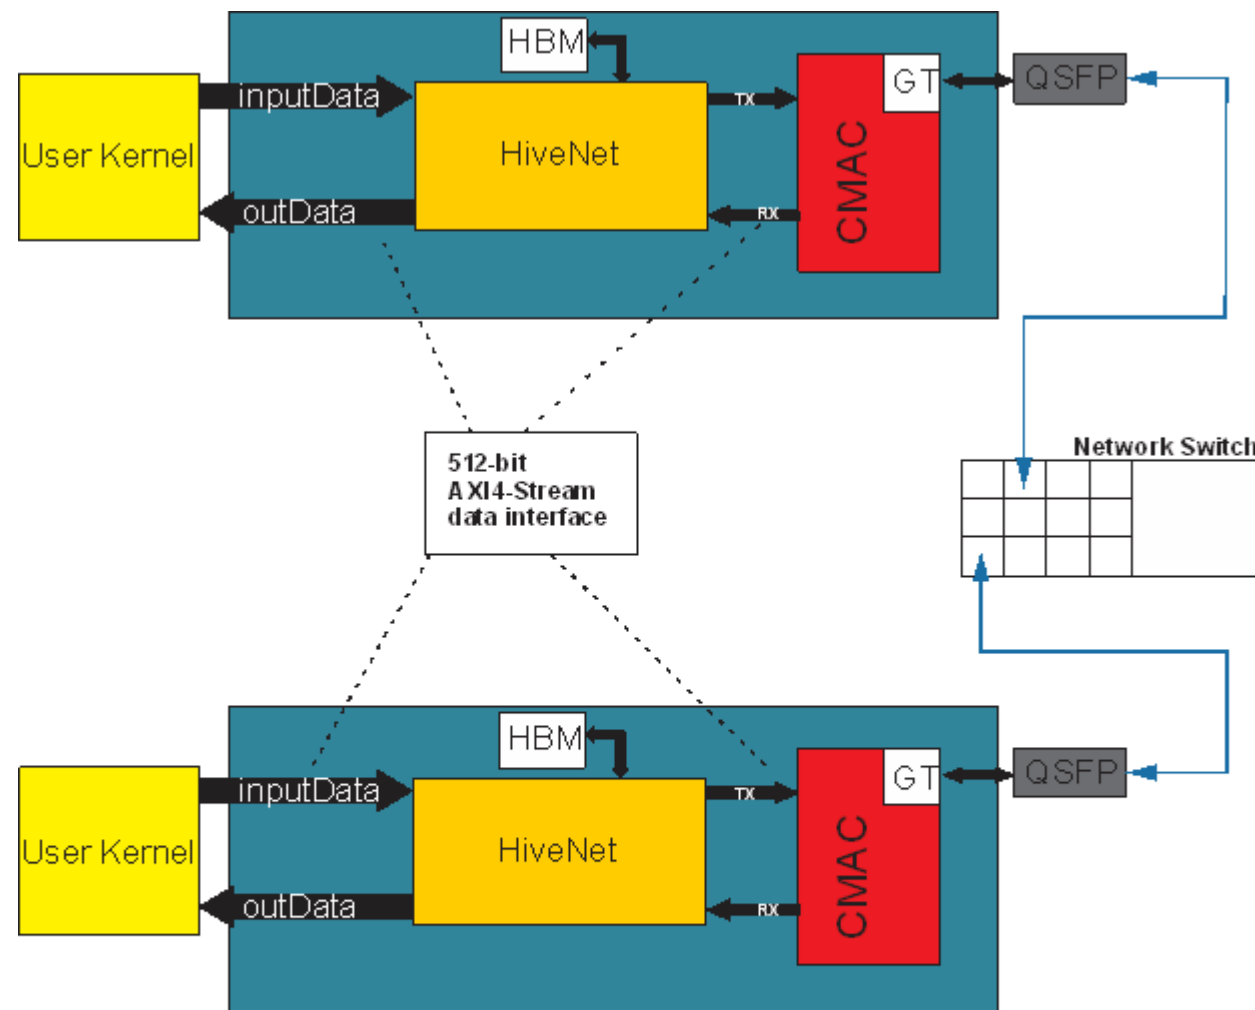 HBM
GT
QSFP
inputData
TX
User Kernel
HiveNet
CMAC
outData
RX
Network Switch
512-bit
AXI4-Stream
data interface
HBM
GT
QSFP
inputData
TX
User Kernel
HiveNet
CMAC
outData
RX